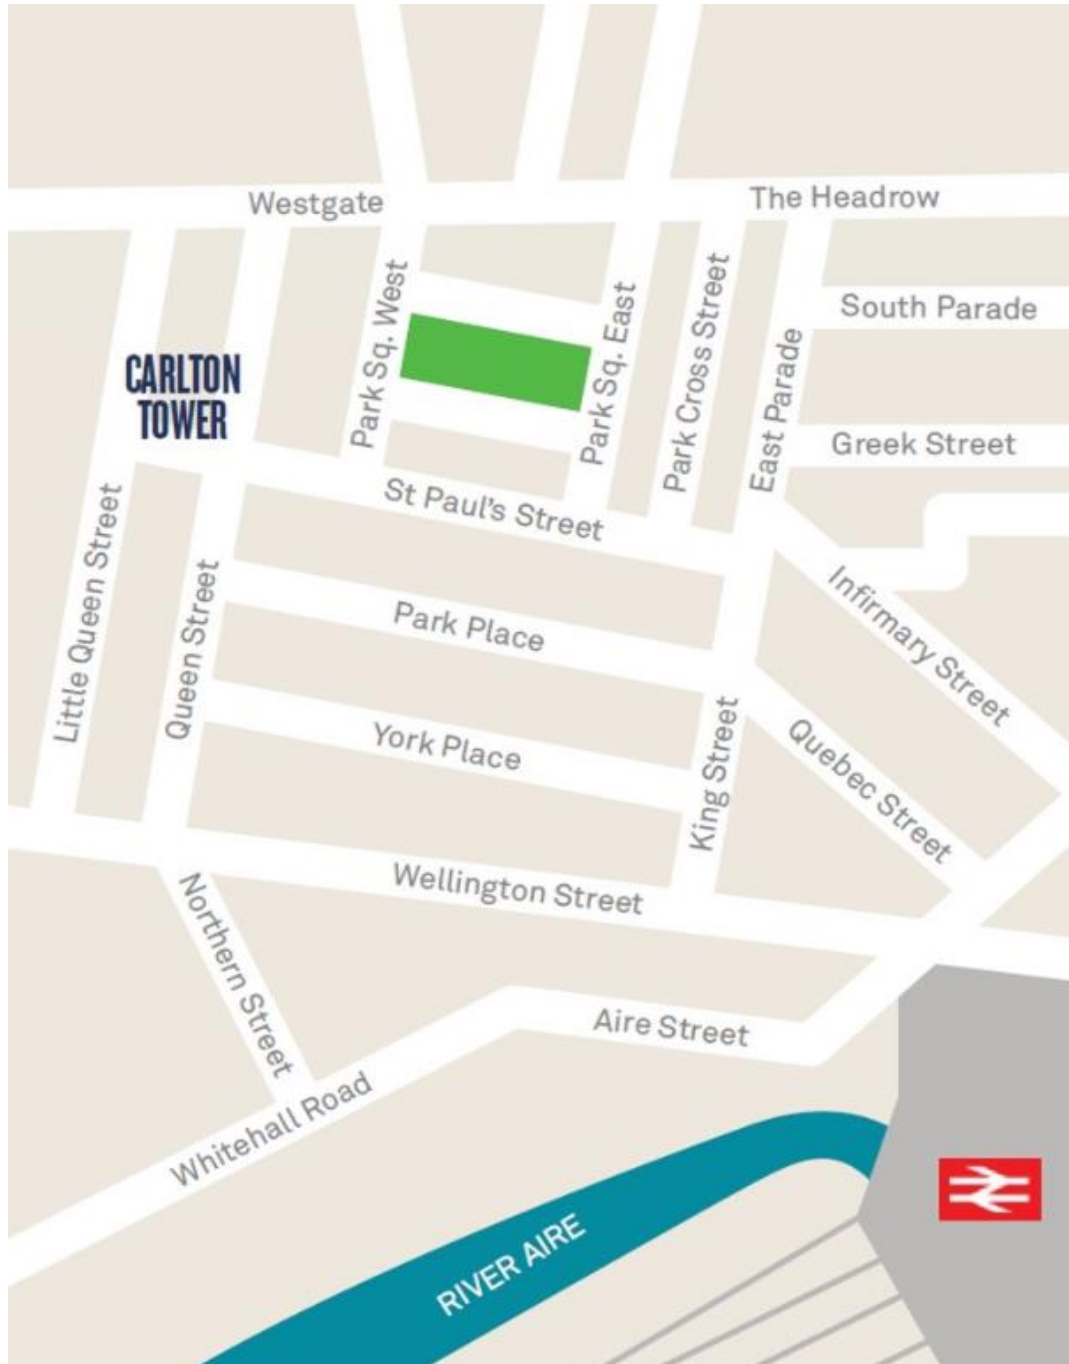 Westgate
The Headrow
Park Sq. West
Park Sq. East
Park Cross Street
East Parade
South Parade
CARLTON
TOWER
Greek Street
St Paul's Street
Little Queen Street
Queen Street
Park Place
Infirmary Street
York Place
King Street
Quebec Street
Wellington Street
Northern Street
Aire Street
Whitehall Road
RIVER AIRE